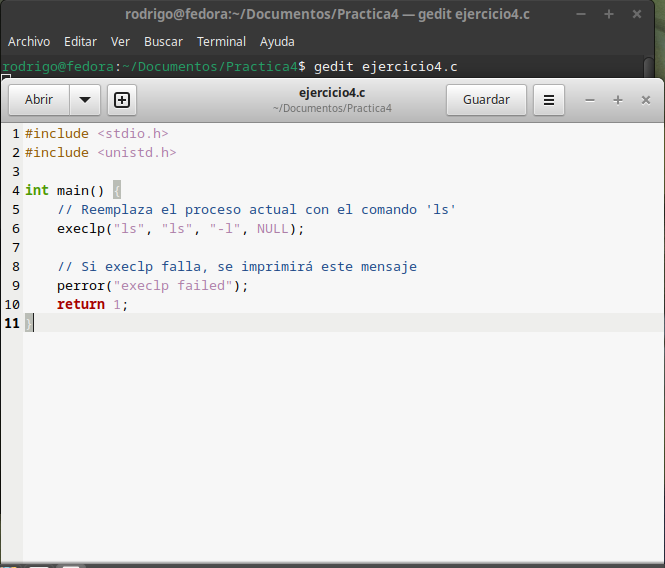 rodrigo@fedora:~/Documentos/Practica4 — gedit ejercicio4.c
Archivo Editar Ver Buscar Terminal Ayuda
rodrigo@fedora:~/Documentos/Practica4$ gedit ejercicio4.c
Abrir
ejercicio4.c
~/Documentos/Practica4
Guardar
1 #include <stdio.h>
2 #include <unistd.h>
3
4 int main() {
5     // Reemplaza el proceso actual con el comando 'ls'
6     execlp("ls", "ls", "-l", NULL);
7
8     // Si execlp falla, se imprimirá este mensaje
9     perror("execlp failed");
10     return 1;
11 }